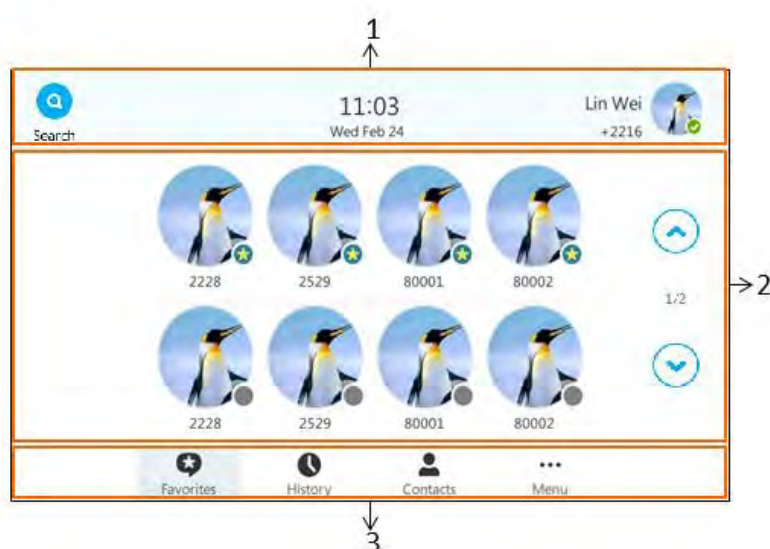 1
11:03
Lin Wei
Search
Wed Feb 24
+2216
2228 2529 80001 80002
1/2
2
2228 2529 80001 80002
Favorites History Contacts Menu
3